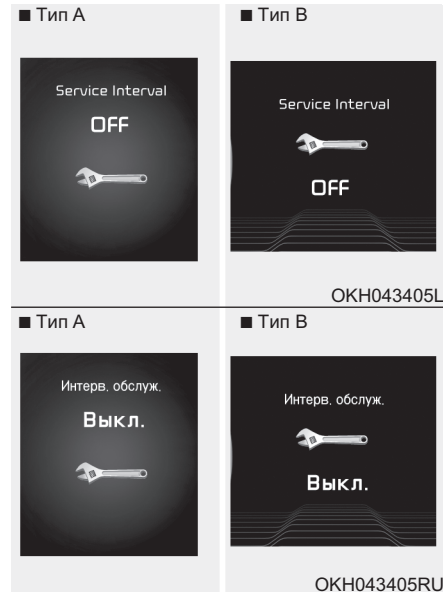 ■ Тип A
■ Тип B
Service Interval
OFF
Service Interval
OFF
OKH043405L
■ Тип A
■ Тип B
Интерв. обслуж.
Выкл.
Интерв. обслуж.
Выкл.
OKH043405RU